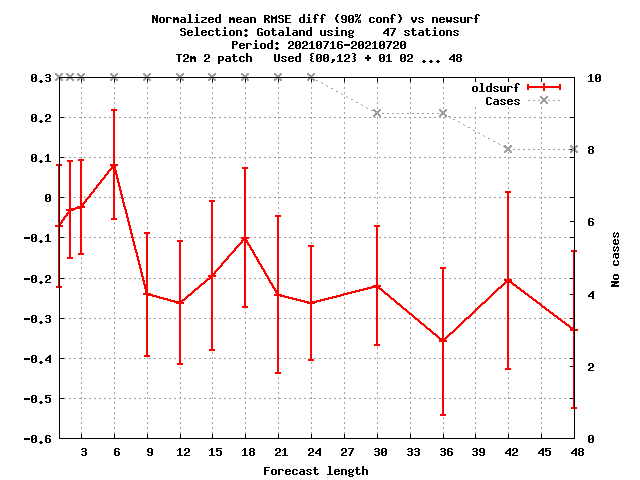 Normalized mean RMSE diff (90% conf) vs newsurf
Selection: Gotaland using    47 stations
Period: 20210716-20210720
T2m 2 patch   Used {00,12} + 01 02 ... 48
oldsurf
Cases
0.3
0.2
0.1
0
-0.1
-0.2
-0.3
-0.4
-0.5
-0.6
10
8
6
4
2
0
No cases
3 6 9 12 15 18 21 24 27 30 33 36 39 42 45 48
Forecast length